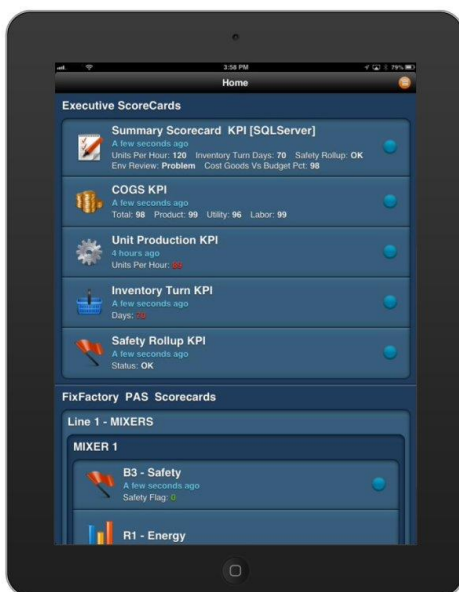 3:58 PM
79%
Home
Executive ScoreCards
Summary Scorecard KPI [SQLServer]
A few seconds ago
Units Per Hour: 120 Inventory Turn Days: 70 Safety Rollup: OK
Env Review: Problem Cost Goods Vs Budget Pct: 98
COGS KPI
A few seconds ago
Total: 98 Product: 99 Utility: 96 Labor: 99
Unit Production KPI
4 hours ago
Units Per Hour:
Inventory Turn KPI
A few seconds ago
Days:
Safety Rollup KPI
A few seconds ago
Status: OK
FixFactory PAS Scorecards
Line 1 - MIXERS
MIXER 1
B3 - Safety
A few seconds ago
Safety Flag: 0
R1 - Energy